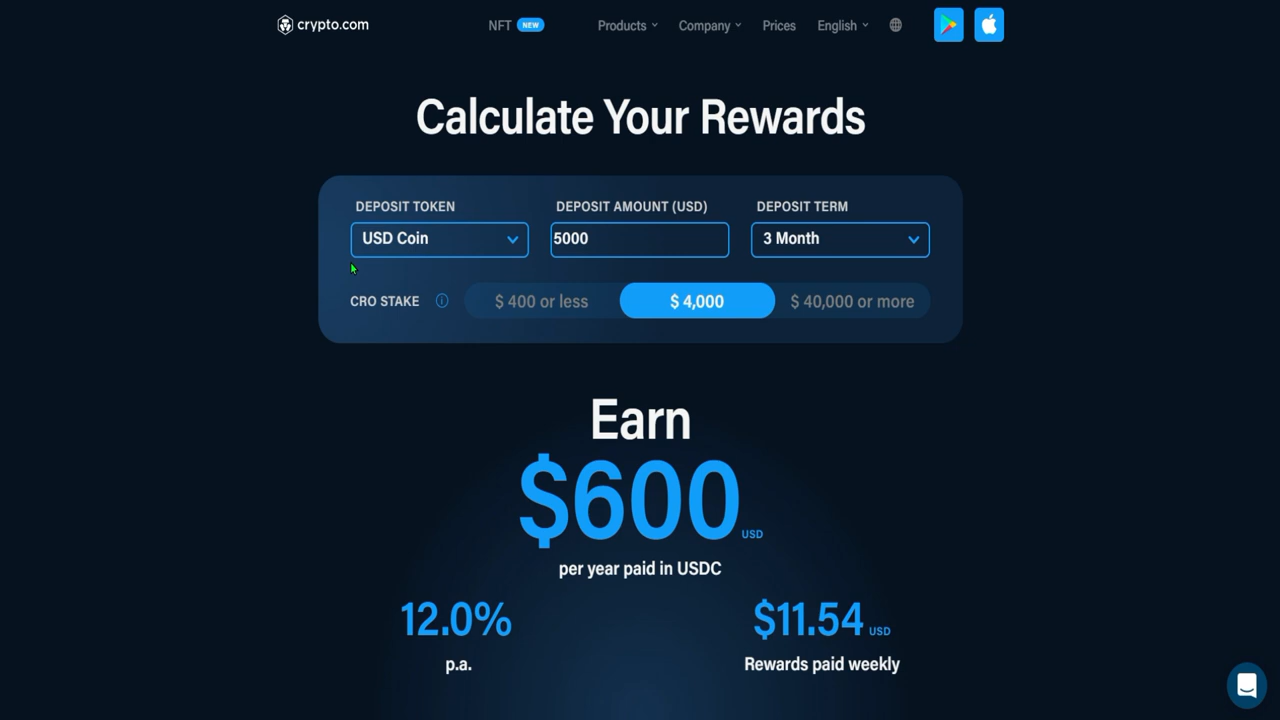 crypto.com NFT NEW Products Company Prices English
Calculate Your Rewards
DEPOSIT TOKEN DEPOSIT AMOUNT (USD) DEPOSIT TERM
USD Coin 5000 3 Month
CRO STAKE $ 400 or less $ 4,000 $ 40,000 or more
Earn
$600 USD
per year paid in USDC
12.0% $11.54 USD
p.a. Rewards paid weekly